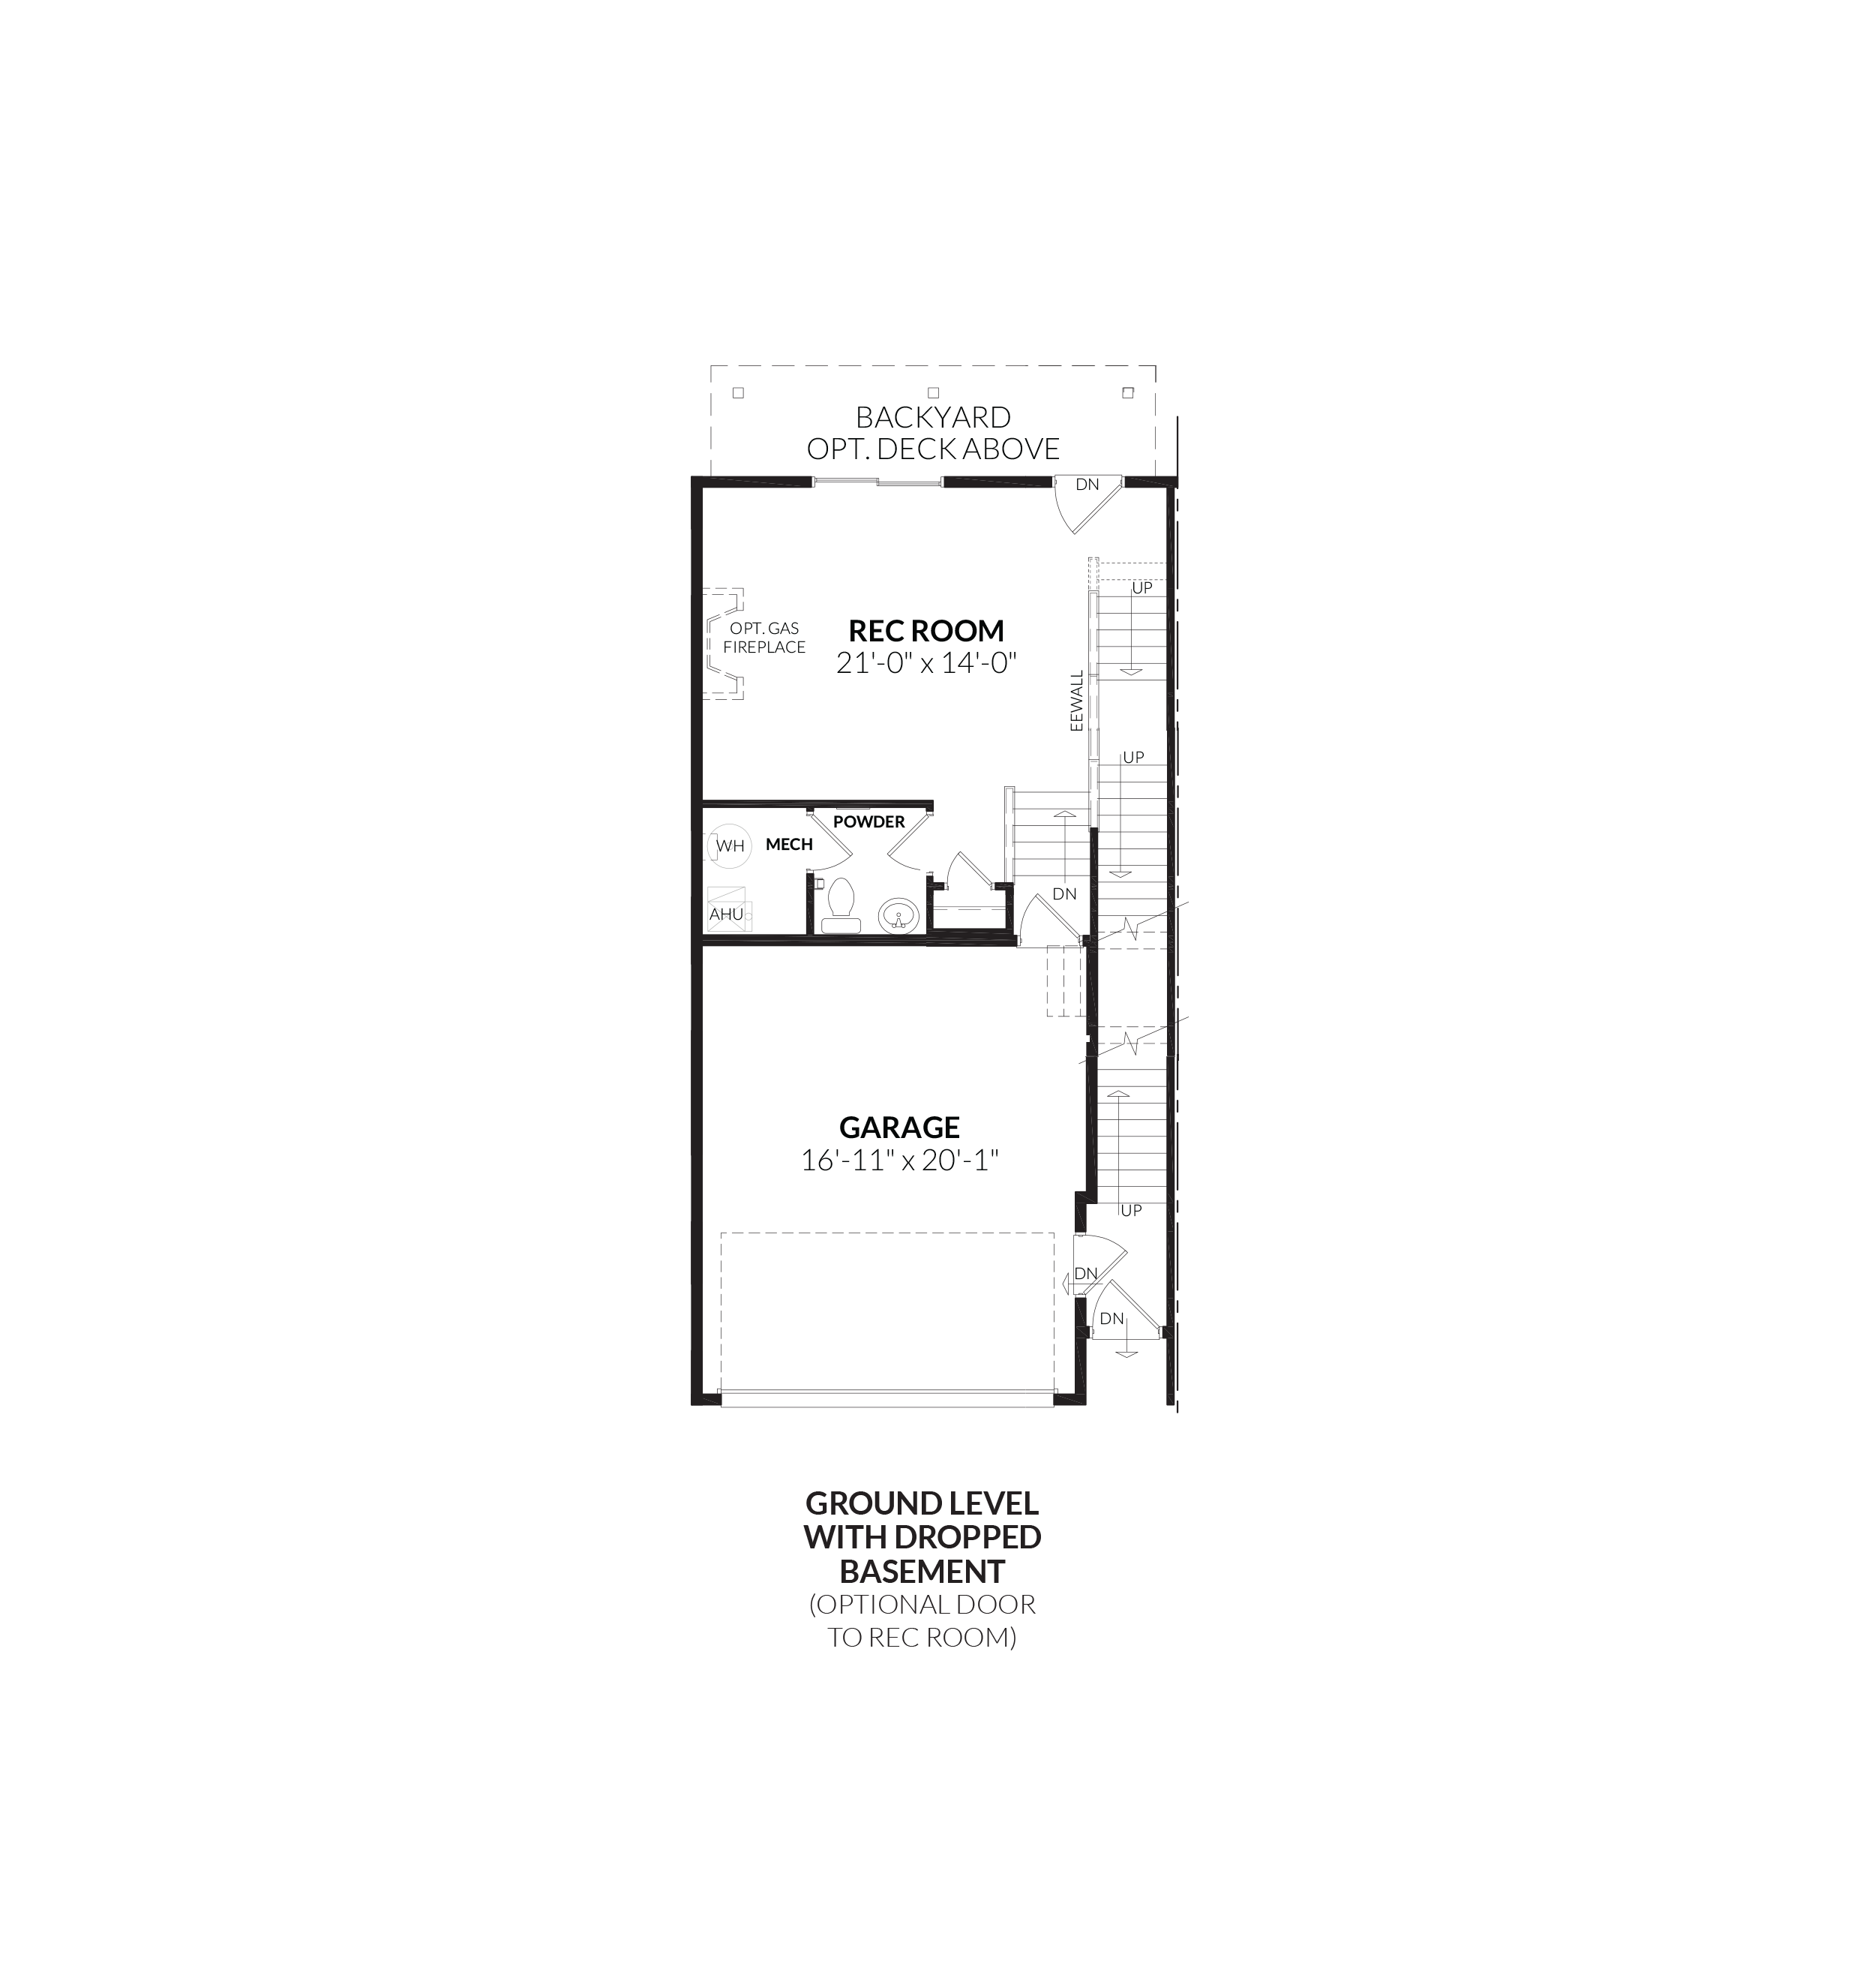 BACKYARD
OPT. DECK ABOVE
DN
UP
OPT. GAS
FIREPLACE
REC ROOM
21'-0" x 14'-0"
EEWALL
UP
POWDER
MECH
WH
DN
AHU
GARAGE
16'-11" x 20'-1"
UP
DN
DN
GROUND LEVEL
WITH DROPPED
BASEMENT
(OPTIONAL DOOR
TO REC ROOM)